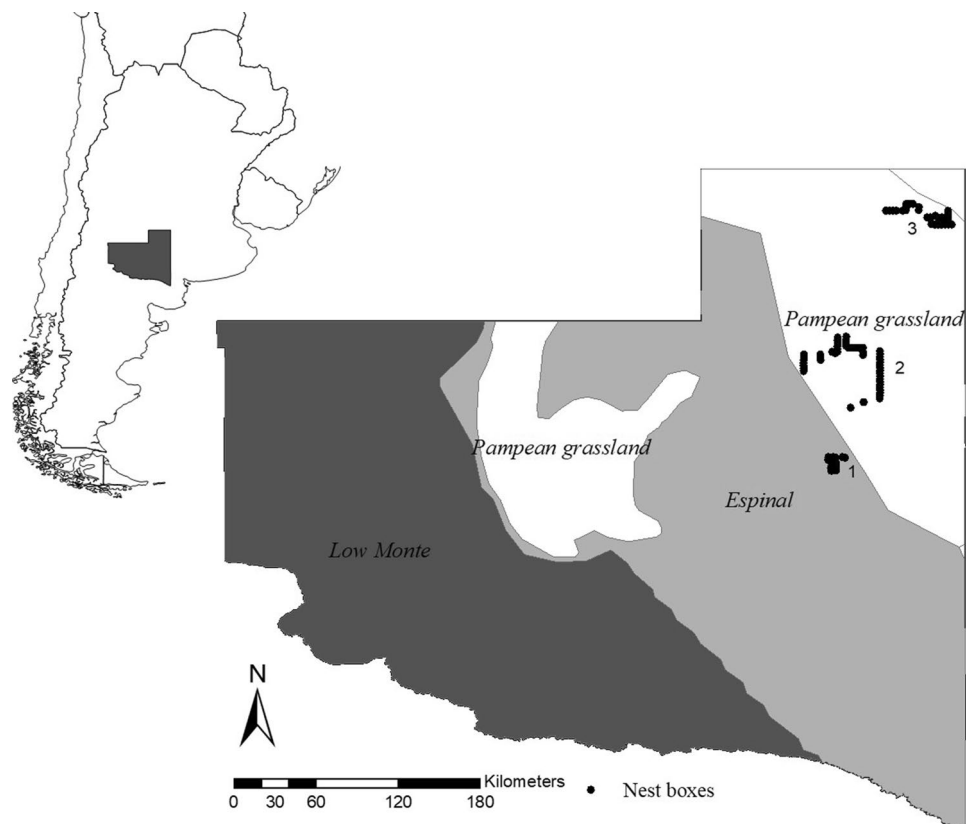 3
Pampean grassland
2
Pampean grassland
1
Espinal
Low Monte
N
Kilometers
0 30 60 120 180
Nest boxes